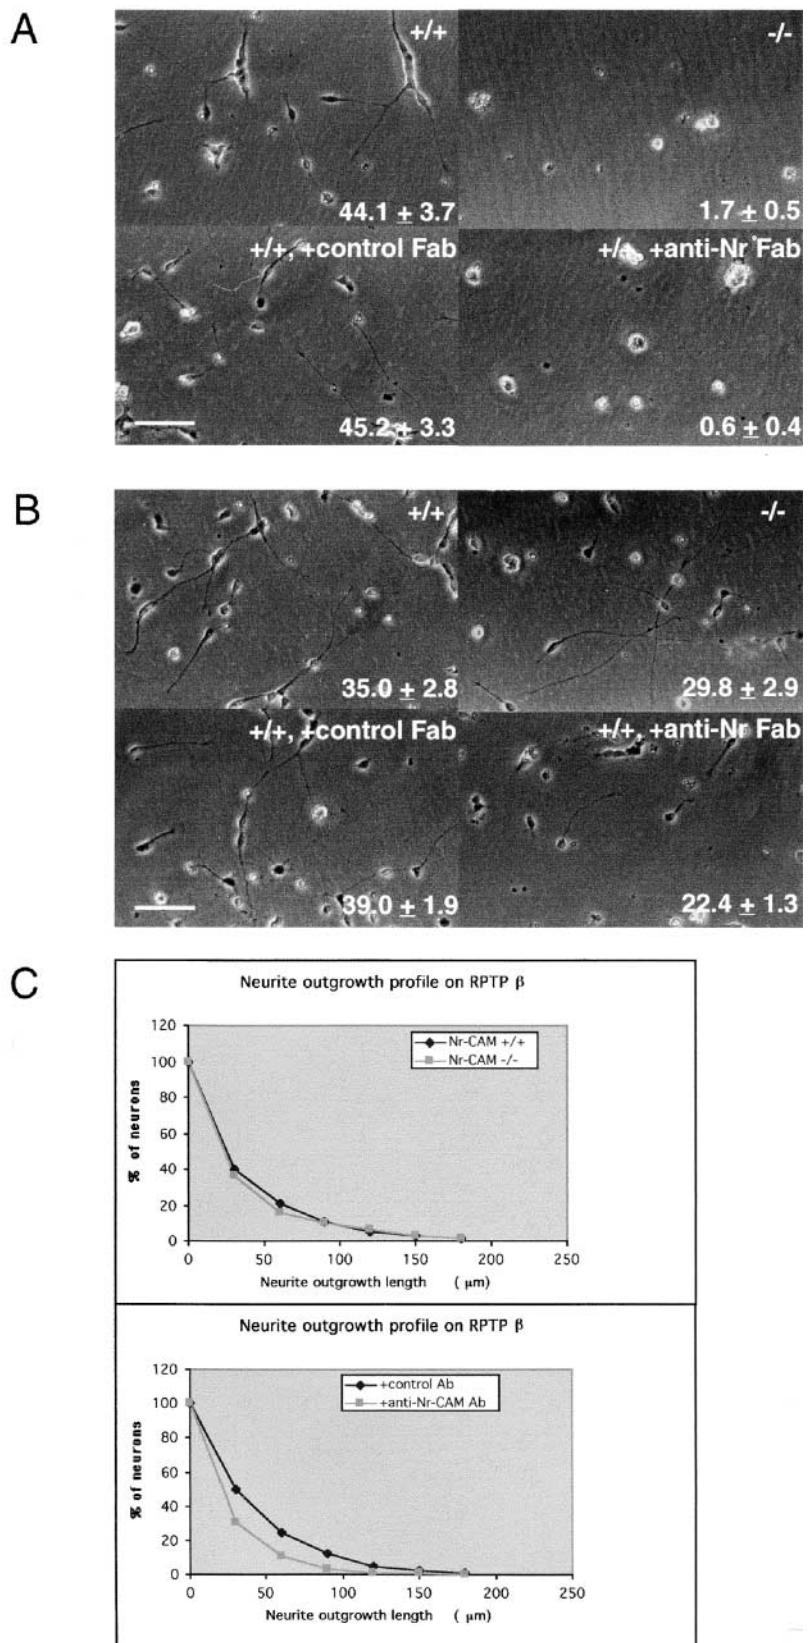 A
+/+
-/-
44.1 ± 3.7
1.7 ± 0.5
+/+, +control Fab
+/+, +anti-Nr Fab
45.2 ± 3.3
0.6 ± 0.4
B
+/+
-/-
35.0 ± 2.8
29.8 ± 2.9
+/+, +control Fab
+/+, +anti-Nr Fab
39.0 ± 1.9
22.4 ± 1.3
C
Neurite outgrowth profile on RPTP β
120
100
80
60
40
20
0
% of neurons
Nr-CAM +/+
Nr-CAM -/-
0 50 100 150 200 250
Neurite outgrowth length ( μm)
Neurite outgrowth profile on RPTP β
120
100
80
60
40
20
0
% of neurons
+control Ab
+anti-Nr-CAM Ab
0 50 100 150 200 250
Neurite outgrowth length ( μm)